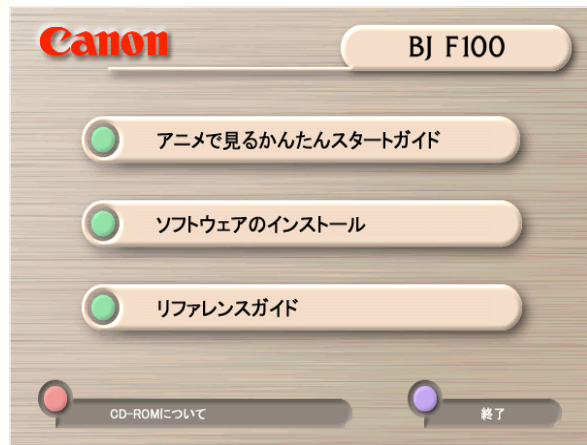 Canon
BJ F100
アニメで見るかんたんスタートガイド
ソフトウェアのインストール
リファレンスガイド
CD-ROMについて
終了